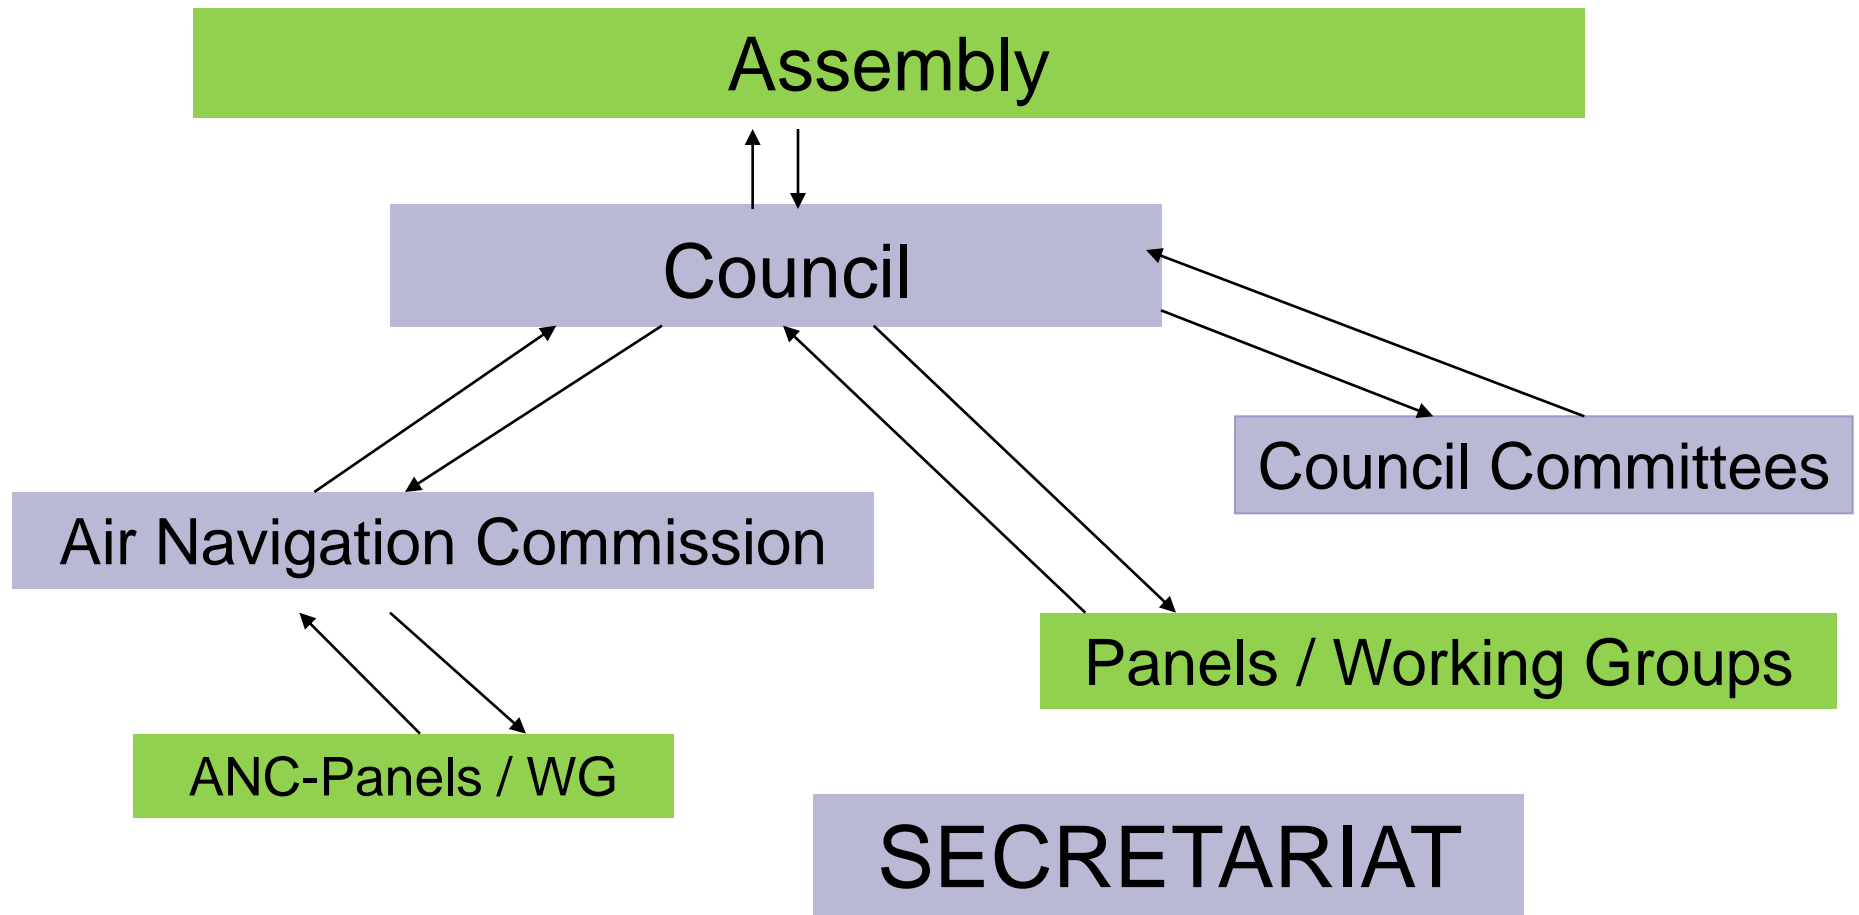 Assembly
Council
Council Committees
Air Navigation Commission
Panels / Working Groups
ANC-Panels / WG
SECRETARIAT